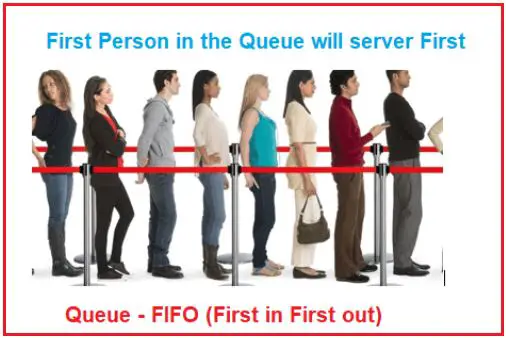 First Person in the Queue will server First
Queue - FIFO (First in First out)